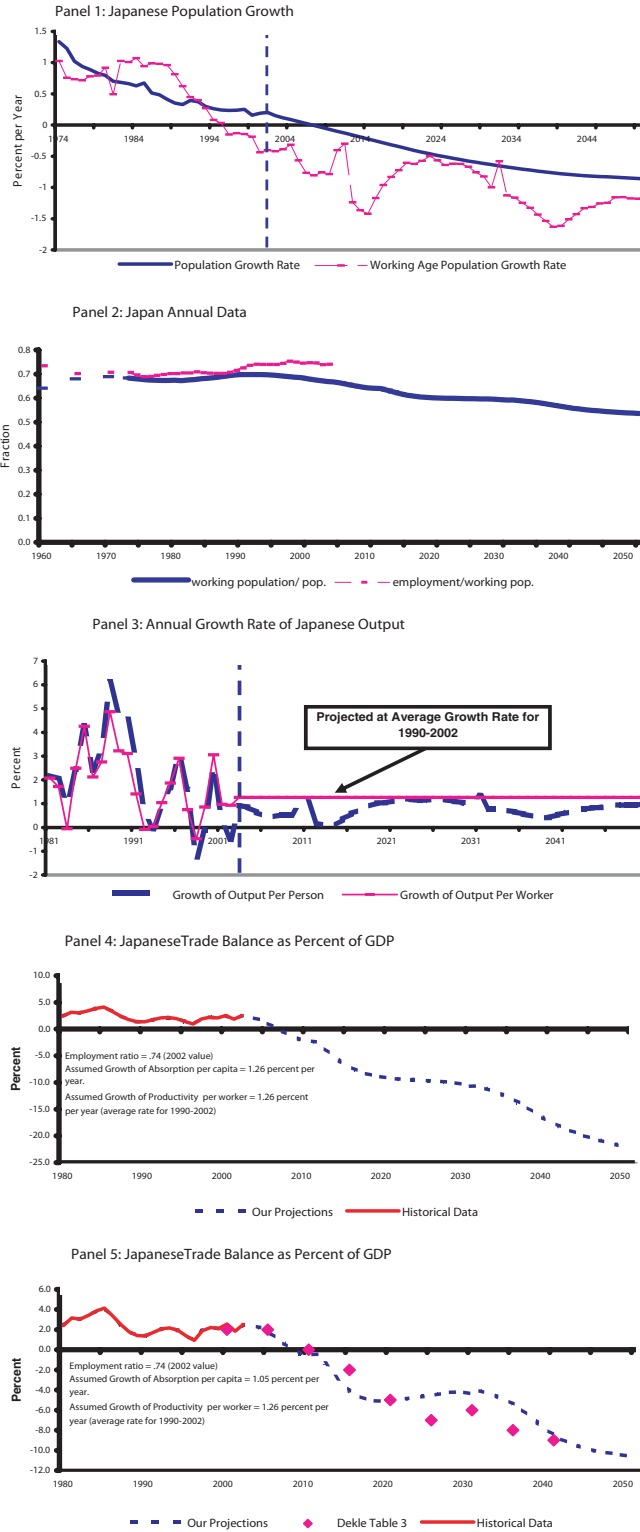 Panel 1: Japanese Population Growth
1.5
1
0.5
0
-0.5
-1
-1.5
-2
Percent per Year
1974 1984 1994 2004 2014 2024 2034 2044
Population Growth Rate Working Age Population Growth Rate
Panel 2: Japan Annual Data
0.8
0.7
0.6
0.5
0.4
0.3
0.2
0.1
0.0
Fraction
1960 1970 1980 1990 2000 2010 2020 2030 2040 2050
working population/ pop. employment/working pop.
Panel 3: Annual Growth Rate of Japanese Output
7
6
5
4
3
2
1
0
-1
-2
Percent
Projected at Average Growth Rate for
1990-2002
1981 1991 2001 2011 2021 2031 2041
Growth of Output Per Person Growth of Output Per Worker
Panel 4: JapaneseTrade Balance as Percent of GDP
10.0
5.0
0.0
-5.0
-10.0
-15.0
-20.0
-25.0
Percent
Employment ratio = .74 (2002 value)
Assumed Growth of Absorption per capita = 1.26 percent per
year.
Assumed Growth of Productivity per worker = 1.26 percent
per year (average rate for 1990-2002)
1980 1990 2000 2010 2020 2030 2040 2050
Our Projections Historical Data
Panel 5: JapaneseTrade Balance as Percent of GDP
6.0
4.0
2.0
0.0
-2.0
-4.0
-6.0
-8.0
-10.0
-12.0
Percent
Employment ratio = .74 (2002 value)
Assumed Growth of Absorption per capita = 1.05 percent per
year.
Assumed Growth of Productivity per worker = 1.26 percent per
year (average rate for 1990-2002)
1980 1990 2000 2010 2020 2030 2040 2050
Our Projections Dekle Table 3 Historical Data